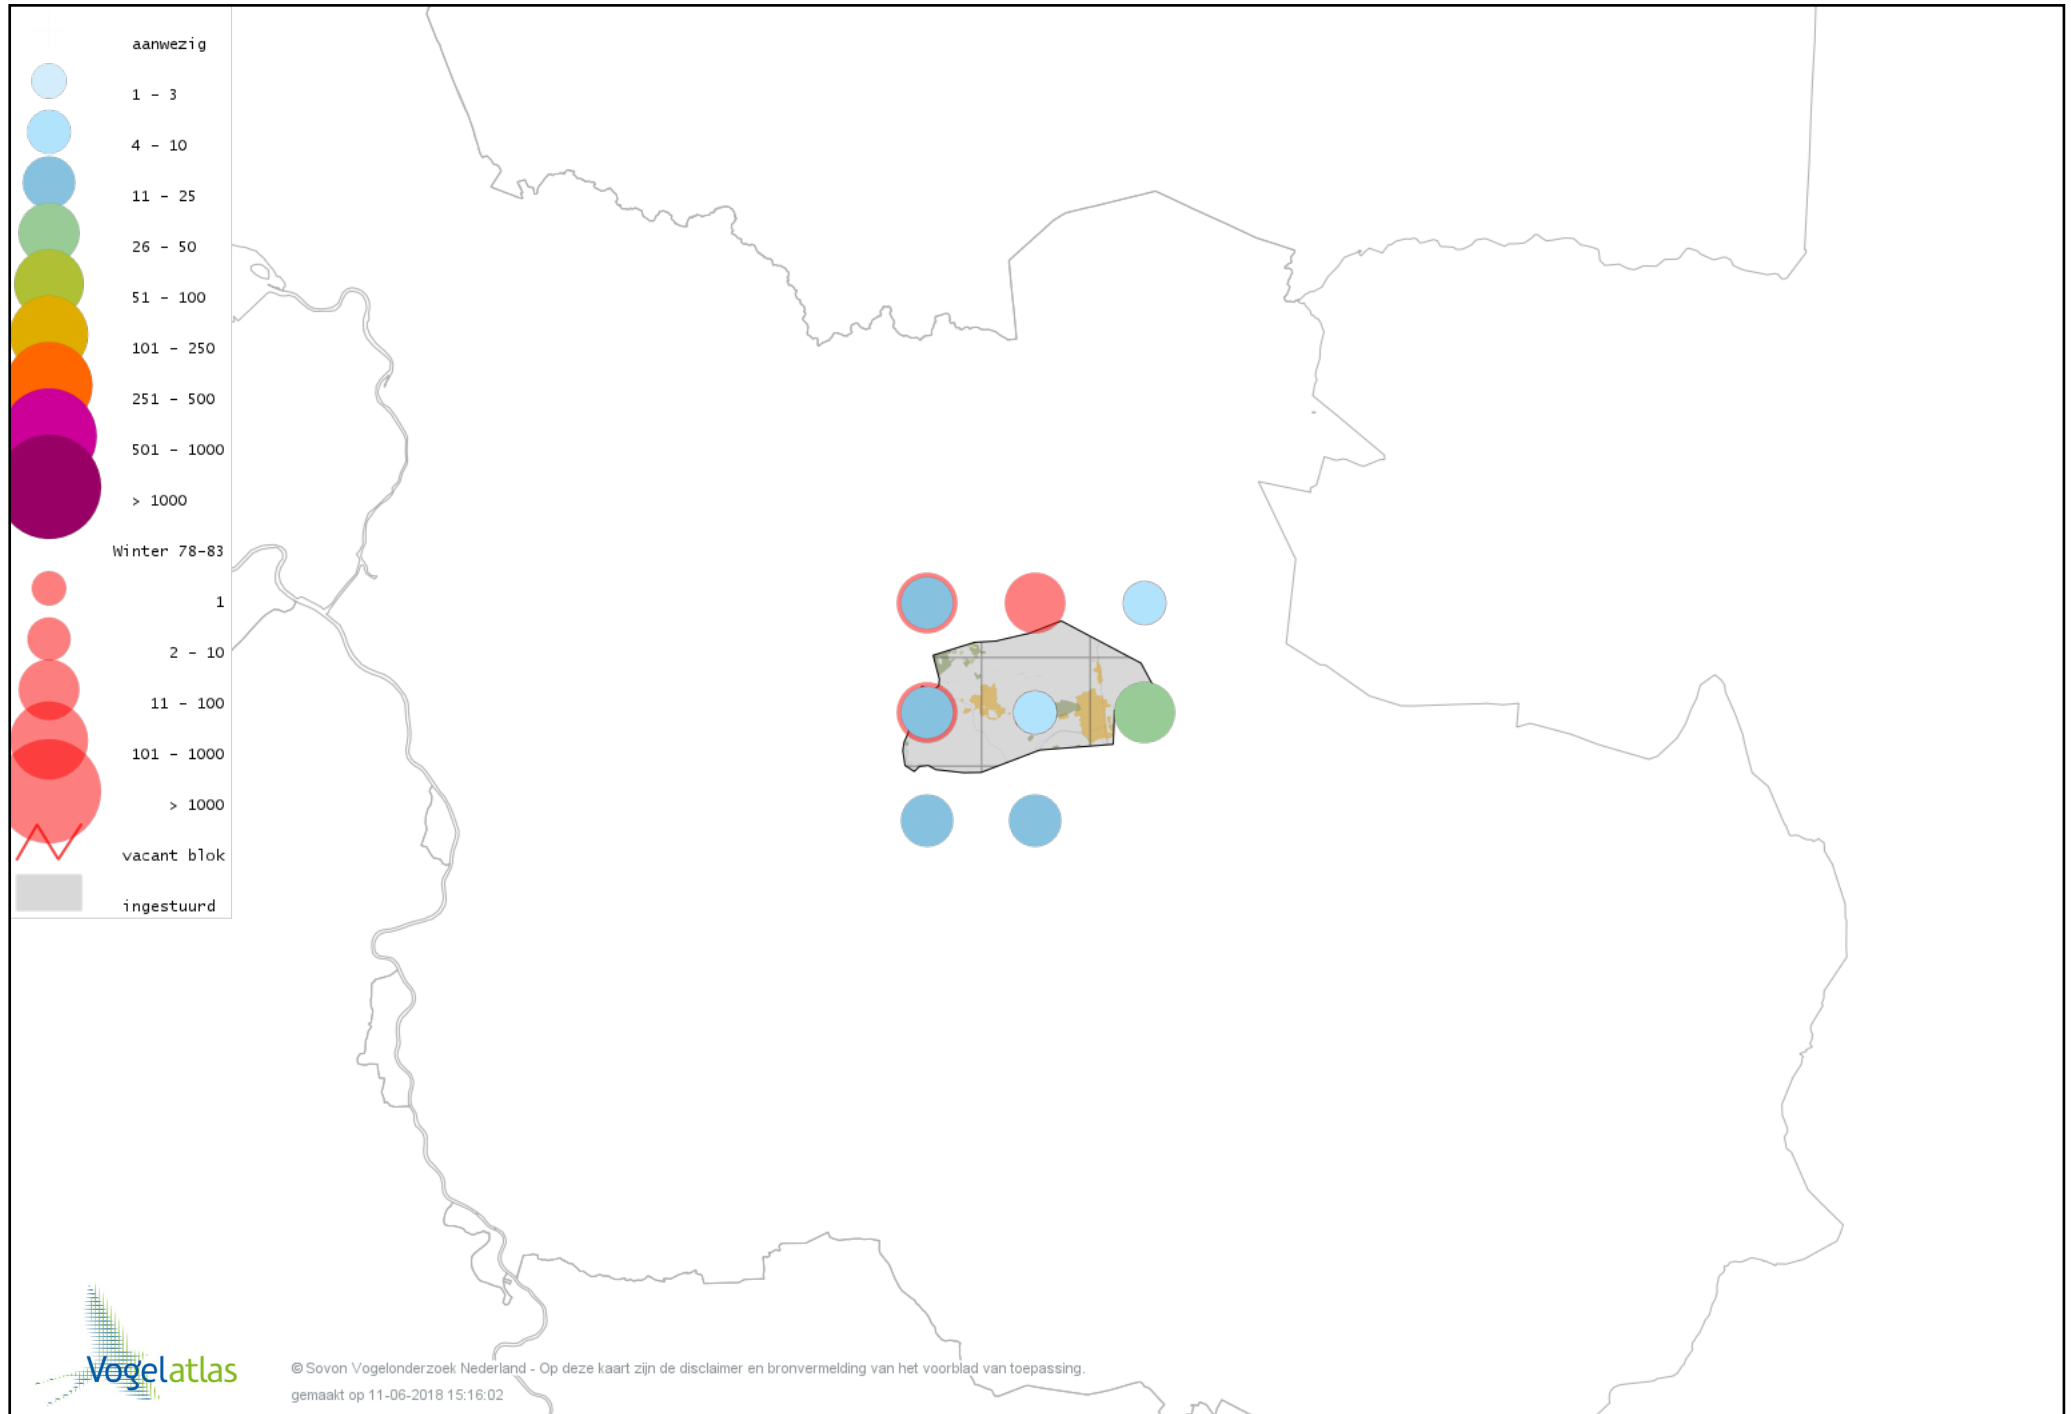 aanwezig
1 - 3
4 - 10
11 - 25
26 - 50
51 - 100
101 - 250
251 - 500
501 - 1000
> 1000
Winter 78-83
1
2 - 10
11 - 100
101 - 1000
> 1000
vacant blok
ingestuurd
Vogelatlas
© Sovon Vogelonderzoek Nederland - Op deze kaart zijn de disclaimer en bronvermelding van het voorblad van toepassing.
gemaakt op 11-06-2018 15:16:02